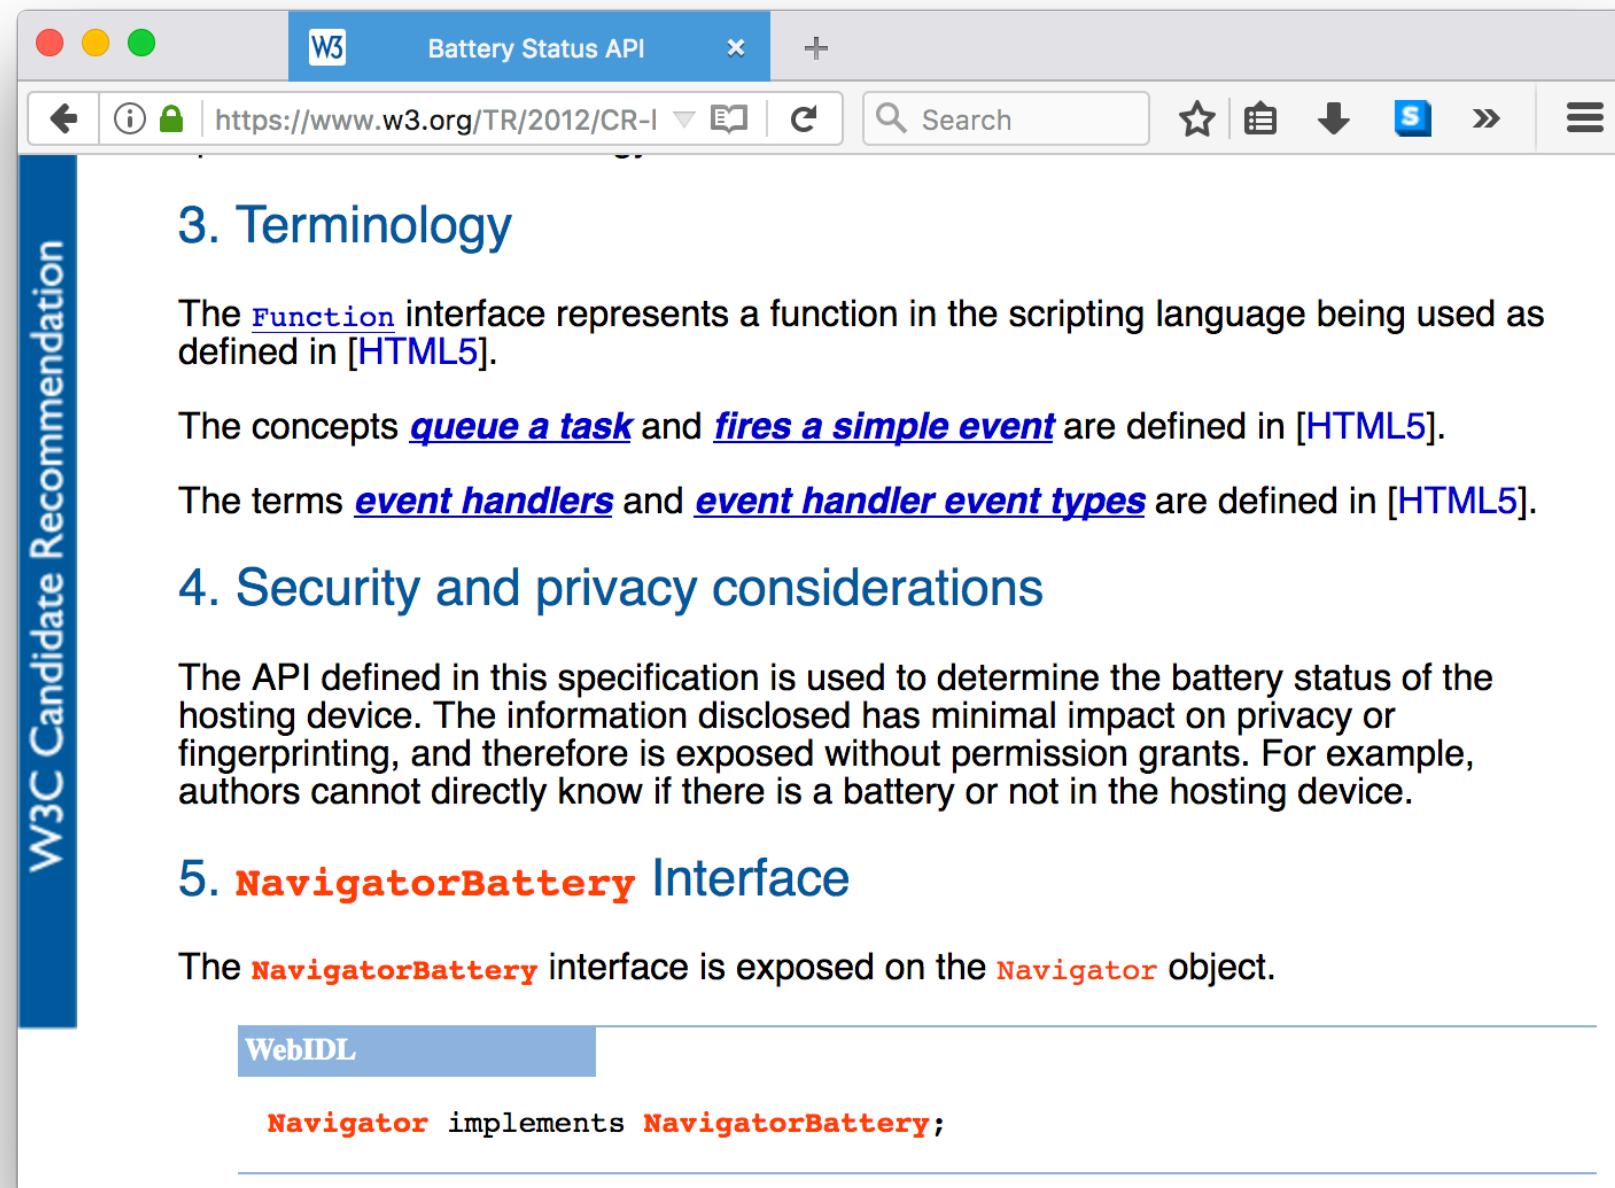 W3 Battery Status API × +
https://www.w3.org/TR/2012/CR-l
Search
S
W3C Candidate Recommendation
3. Terminology
The Function interface represents a function in the scripting language being used as
defined in [HTML5].
The concepts queue a task and fires a simple event are defined in [HTML5].
The terms event handlers and event handler event types are defined in [HTML5].
4. Security and privacy considerations
The API defined in this specification is used to determine the battery status of the
hosting device. The information disclosed has minimal impact on privacy or
fingerprinting, and therefore is exposed without permission grants. For example,
authors cannot directly know if there is a battery or not in the hosting device.
5. NavigatorBattery Interface
The NavigatorBattery interface is exposed on the Navigator object.
WebIDL
Navigator implements NavigatorBattery;